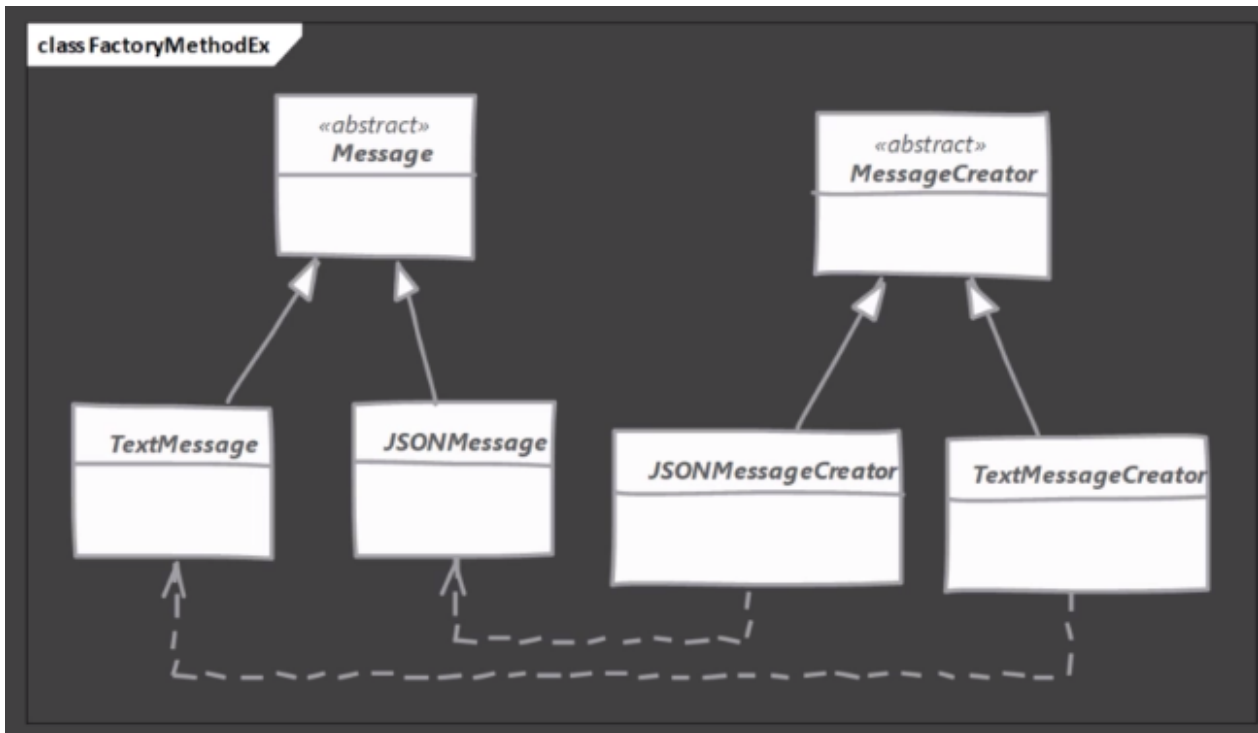 class FactoryMethodEx
«abstract»
Message
«abstract»
MessageCreator
TextMessage
JSONMessage
JSONMessageCreator
TextMessageCreator